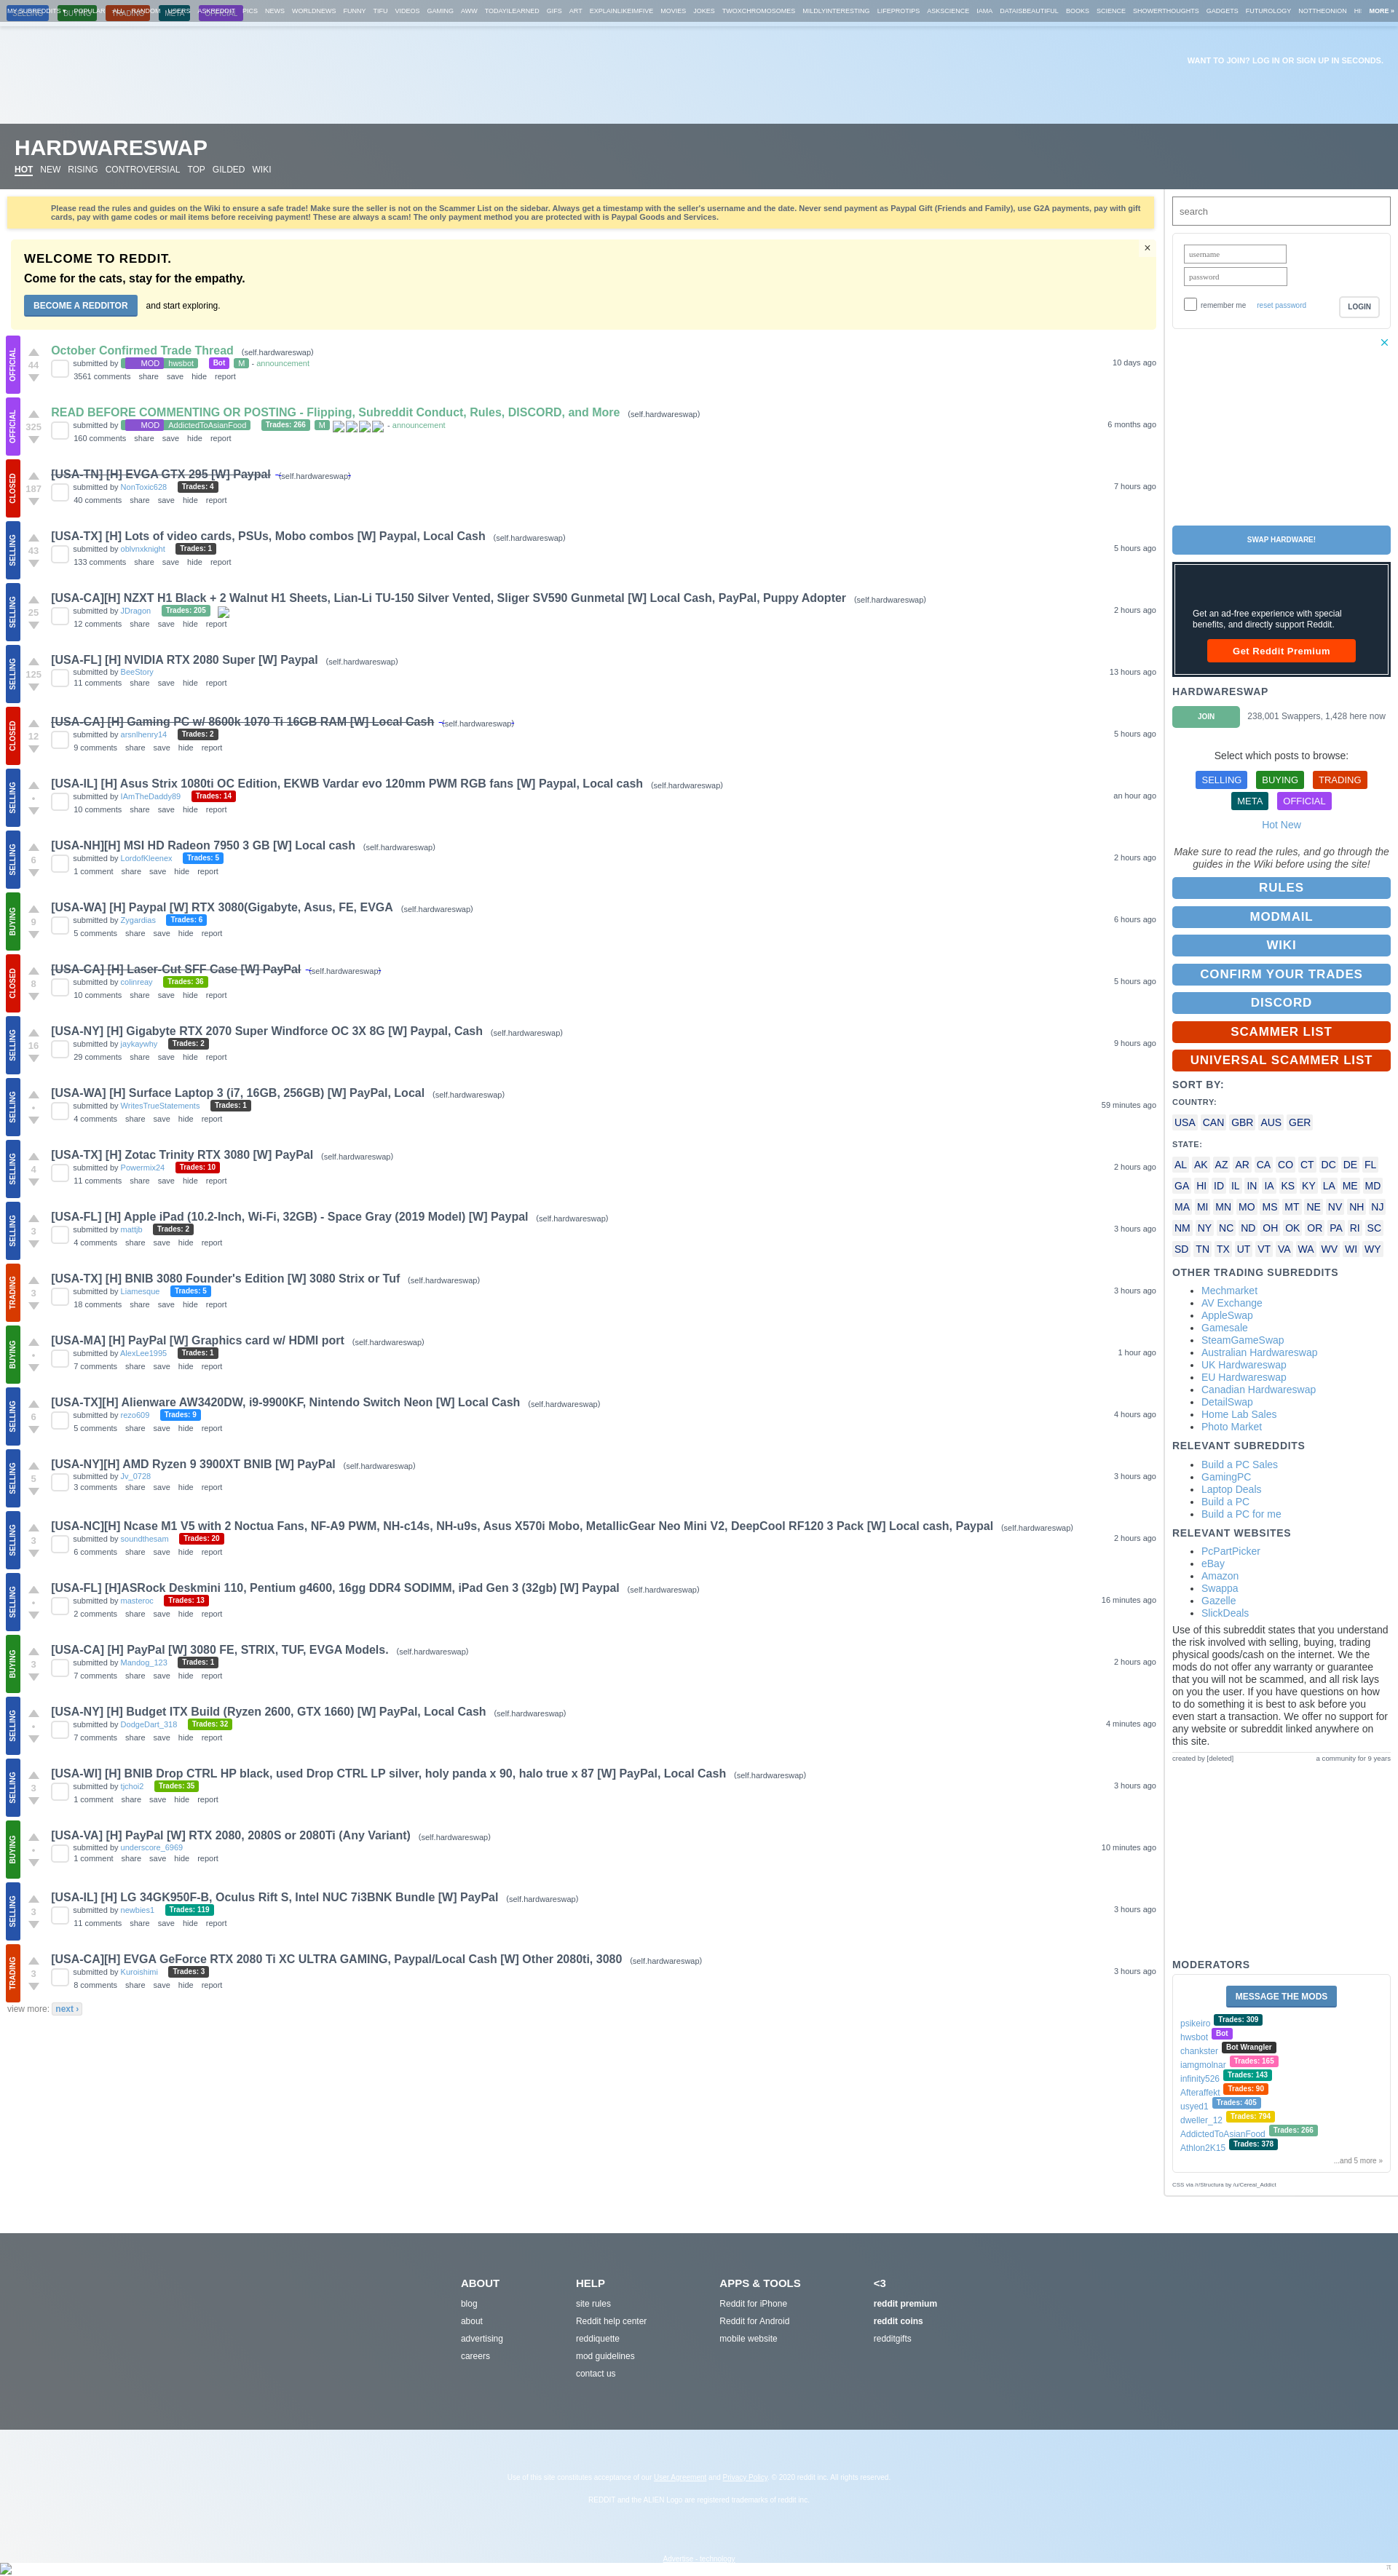 MY SUBREDDITS ▾ POPULAR - ALL - RANDOM - USERS ASKREDDIT PICS NEWS WORLDNEWS FUNNY TIFU VIDEOS GAMING AWW TODAYILEARNED GIFS ART EXPLAINLIKEIMFIVE MOVIES JOKES TWOXCHROMOSOMES MILDLYINTERESTING LIFEPROTIPS ASKSCIENCE IAMA DATAISBEAUTIFUL BOOKS SCIENCE SHOWERTHOUGHTS GADGETS FUTUROLOGY NOTTHEONION HI MORE »
SELLING BUYING TRADING META OFFICIAL
WANT TO JOIN? LOG IN OR SIGN UP IN SECONDS.
HARDWARESWAP
HOT NEW RISING CONTROVERSIAL TOP GILDED WIKI
Please read the rules and guides on the Wiki to ensure a safe trade! Make sure the seller is not on the Scammer List on the sidebar. Always get a timestamp with the seller's username and the date. Never send payment as Paypal Gift (Friends and Family), use G2A payments, pay with gift
cards, pay with game codes or mail items before receiving payment! These are always a scam! The only payment method you are protected with is Paypal Goods and Services.
WELCOME TO REDDIT.
×
Come for the cats, stay for the empathy.
BECOME A REDDITOR and start exploring.
OFFICIAL
44
October Confirmed Trade Thread (self.hardwareswap)
submitted by MOD hwsbot Bot M - announcement
10 days ago
3561 comments share save hide report
OFFICIAL
325
READ BEFORE COMMENTING OR POSTING - Flipping, Subreddit Conduct, Rules, DISCORD, and More (self.hardwareswap)
submitted by MOD AddictedToAsianFood Trades: 266 M - announcement
6 months ago
160 comments share save hide report
CLOSED
187
[USA-TN] [H] EVGA GTX 295 [W] Paypal (self.hardwareswap)
submitted by NonToxic628 Trades: 4
7 hours ago
40 comments share save hide report
SELLING
43
[USA-TX] [H] Lots of video cards, PSUs, Mobo combos [W] Paypal, Local Cash (self.hardwareswap)
submitted by oblvnxknight Trades: 1
5 hours ago
133 comments share save hide report
SELLING
25
[USA-CA][H] NZXT H1 Black + 2 Walnut H1 Sheets, Lian-Li TU-150 Silver Vented, Sliger SV590 Gunmetal [W] Local Cash, PayPal, Puppy Adopter (self.hardwareswap)
submitted by JDragon Trades: 205
2 hours ago
12 comments share save hide report
SELLING
125
[USA-FL] [H] NVIDIA RTX 2080 Super [W] Paypal (self.hardwareswap)
submitted by BeeStory
13 hours ago
11 comments share save hide report
CLOSED
12
[USA-CA] [H] Gaming PC w/ 8600k 1070 Ti 16GB RAM [W] Local Cash (self.hardwareswap)
submitted by arsnlhenry14 Trades: 2
5 hours ago
9 comments share save hide report
SELLING
•
[USA-IL] [H] Asus Strix 1080ti OC Edition, EKWB Vardar evo 120mm PWM RGB fans [W] Paypal, Local cash (self.hardwareswap)
submitted by IAmTheDaddy89 Trades: 14
an hour ago
10 comments share save hide report
SELLING
6
[USA-NH][H] MSI HD Radeon 7950 3 GB [W] Local cash (self.hardwareswap)
submitted by LordofKleenex Trades: 5
2 hours ago
1 comment share save hide report
BUYING
9
[USA-WA] [H] Paypal [W] RTX 3080(Gigabyte, Asus, FE, EVGA (self.hardwareswap)
submitted by Zygardias Trades: 6
6 hours ago
5 comments share save hide report
CLOSED
8
[USA-CA] [H] Laser-Cut SFF Case [W] PayPal (self.hardwareswap)
submitted by colinreay Trades: 36
5 hours ago
10 comments share save hide report
SELLING
16
[USA-NY] [H] Gigabyte RTX 2070 Super Windforce OC 3X 8G [W] Paypal, Cash (self.hardwareswap)
submitted by jaykaywhy Trades: 2
9 hours ago
29 comments share save hide report
SELLING
•
[USA-WA] [H] Surface Laptop 3 (i7, 16GB, 256GB) [W] PayPal, Local (self.hardwareswap)
submitted by WritesTrueStatements Trades: 1
59 minutes ago
4 comments share save hide report
SELLING
4
[USA-TX] [H] Zotac Trinity RTX 3080 [W] PayPal (self.hardwareswap)
submitted by Powermix24 Trades: 10
2 hours ago
11 comments share save hide report
SELLING
3
[USA-FL] [H] Apple iPad (10.2-Inch, Wi-Fi, 32GB) - Space Gray (2019 Model) [W] Paypal (self.hardwareswap)
submitted by mattjb Trades: 2
3 hours ago
4 comments share save hide report
TRADING
3
[USA-TX] [H] BNIB 3080 Founder's Edition [W] 3080 Strix or Tuf (self.hardwareswap)
submitted by Liamesque Trades: 5
3 hours ago
18 comments share save hide report
BUYING
•
[USA-MA] [H] PayPal [W] Graphics card w/ HDMI port (self.hardwareswap)
submitted by AlexLee1995 Trades: 1
1 hour ago
7 comments share save hide report
SELLING
6
[USA-TX][H] Alienware AW3420DW, i9-9900KF, Nintendo Switch Neon [W] Local Cash (self.hardwareswap)
submitted by rezo609 Trades: 9
4 hours ago
5 comments share save hide report
SELLING
5
[USA-NY][H] AMD Ryzen 9 3900XT BNIB [W] PayPal (self.hardwareswap)
submitted by Jv_0728
3 hours ago
3 comments share save hide report
SELLING
3
[USA-NC][H] Ncase M1 V5 with 2 Noctua Fans, NF-A9 PWM, NH-c14s, NH-u9s, Asus X570i Mobo, MetallicGear Neo Mini V2, DeepCool RF120 3 Pack [W] Local cash, Paypal (self.hardwareswap)
submitted by soundthesam Trades: 20
2 hours ago
6 comments share save hide report
SELLING
•
[USA-FL] [H]ASRock Deskmini 110, Pentium g4600, 16gg DDR4 SODIMM, iPad Gen 3 (32gb) [W] Paypal (self.hardwareswap)
submitted by masteroc Trades: 13
16 minutes ago
2 comments share save hide report
BUYING
3
[USA-CA] [H] PayPal [W] 3080 FE, STRIX, TUF, EVGA Models. (self.hardwareswap)
submitted by Mandog_123 Trades: 1
2 hours ago
7 comments share save hide report
SELLING
•
[USA-NY] [H] Budget ITX Build (Ryzen 2600, GTX 1660) [W] PayPal, Local Cash (self.hardwareswap)
submitted by DodgeDart_318 Trades: 32
4 minutes ago
7 comments share save hide report
SELLING
3
[USA-WI] [H] BNIB Drop CTRL HP black, used Drop CTRL LP silver, holy panda x 90, halo true x 87 [W] PayPal, Local Cash (self.hardwareswap)
submitted by tjchoi2 Trades: 35
3 hours ago
1 comment share save hide report
BUYING
•
[USA-VA] [H] PayPal [W] RTX 2080, 2080S or 2080Ti (Any Variant) (self.hardwareswap)
submitted by underscore_6969
10 minutes ago
1 comment share save hide report
SELLING
3
[USA-IL] [H] LG 34GK950F-B, Oculus Rift S, Intel NUC 7i3BNK Bundle [W] PayPal (self.hardwareswap)
submitted by newbies1 Trades: 119
3 hours ago
11 comments share save hide report
TRADING
3
[USA-CA][H] EVGA GeForce RTX 2080 Ti XC ULTRA GAMING, Paypal/Local Cash [W] Other 2080ti, 3080 (self.hardwareswap)
submitted by Kuroishimi Trades: 3
3 hours ago
8 comments share save hide report
view more: next ›
search
username
password
remember me reset password LOGIN
SWAP HARDWARE!
Get an ad-free experience with special
benefits, and directly support Reddit.
Get Reddit Premium
HARDWARESWAP
JOIN 238,001 Swappers, 1,428 here now
Select which posts to browse:
SELLING BUYING TRADING
META OFFICIAL
Hot New
Make sure to read the rules, and go through the
guides in the Wiki before using the site!
RULES
MODMAIL
WIKI
CONFIRM YOUR TRADES
DISCORD
SCAMMER LIST
UNIVERSAL SCAMMER LIST
SORT BY:
COUNTRY:
USA CAN GBR AUS GER
STATE:
AL AK AZ AR CA CO CT DC DE FL
GA HI ID IL IN IA KS KY LA ME MD
MA MI MN MO MS MT NE NV NH NJ
NM NY NC ND OH OK OR PA RI SC
SD TN TX UT VT VA WA WV WI WY
OTHER TRADING SUBREDDITS
Mechmarket
AV Exchange
AppleSwap
Gamesale
SteamGameSwap
Australian Hardwareswap
UK Hardwareswap
EU Hardwareswap
Canadian Hardwareswap
DetailSwap
Home Lab Sales
Photo Market
RELEVANT SUBREDDITS
Build a PC Sales
GamingPC
Laptop Deals
Build a PC
Build a PC for me
RELEVANT WEBSITES
PcPartPicker
eBay
Amazon
Swappa
Gazelle
SlickDeals
Use of this subreddit states that you understand
the risk involved with selling, buying, trading
physical goods/cash on the internet. We the
mods do not offer any warranty or guarantee
that you will not be scammed, and all risk lays
on you the user. If you have questions on how
to do something it is best to ask before you
even start a transaction. We offer no support for
any website or subreddit linked anywhere on
this site.
created by [deleted] a community for 9 years
MODERATORS
MESSAGE THE MODS
psikeiro Trades: 309
hwsbot Bot
chankster Bot Wrangler
iamgmolnar Trades: 165
infinity526 Trades: 143
Afteraffekt Trades: 90
usyed1 Trades: 405
dweller_12 Trades: 794
AddictedToAsianFood Trades: 266
Athlon2K15 Trades: 378
...and 5 more »
CSS via /r/Structura by /u/Cereal_Addict
ABOUT
blog
about
advertising
careers
HELP
site rules
Reddit help center
reddiquette
mod guidelines
contact us
APPS & TOOLS
Reddit for iPhone
Reddit for Android
mobile website
<3
reddit premium
reddit coins
redditgifts
Use of this site constitutes acceptance of our User Agreement and Privacy Policy. © 2020 reddit inc. All rights reserved.
REDDIT and the ALIEN Logo are registered trademarks of reddit inc.
Advertise - technology
π